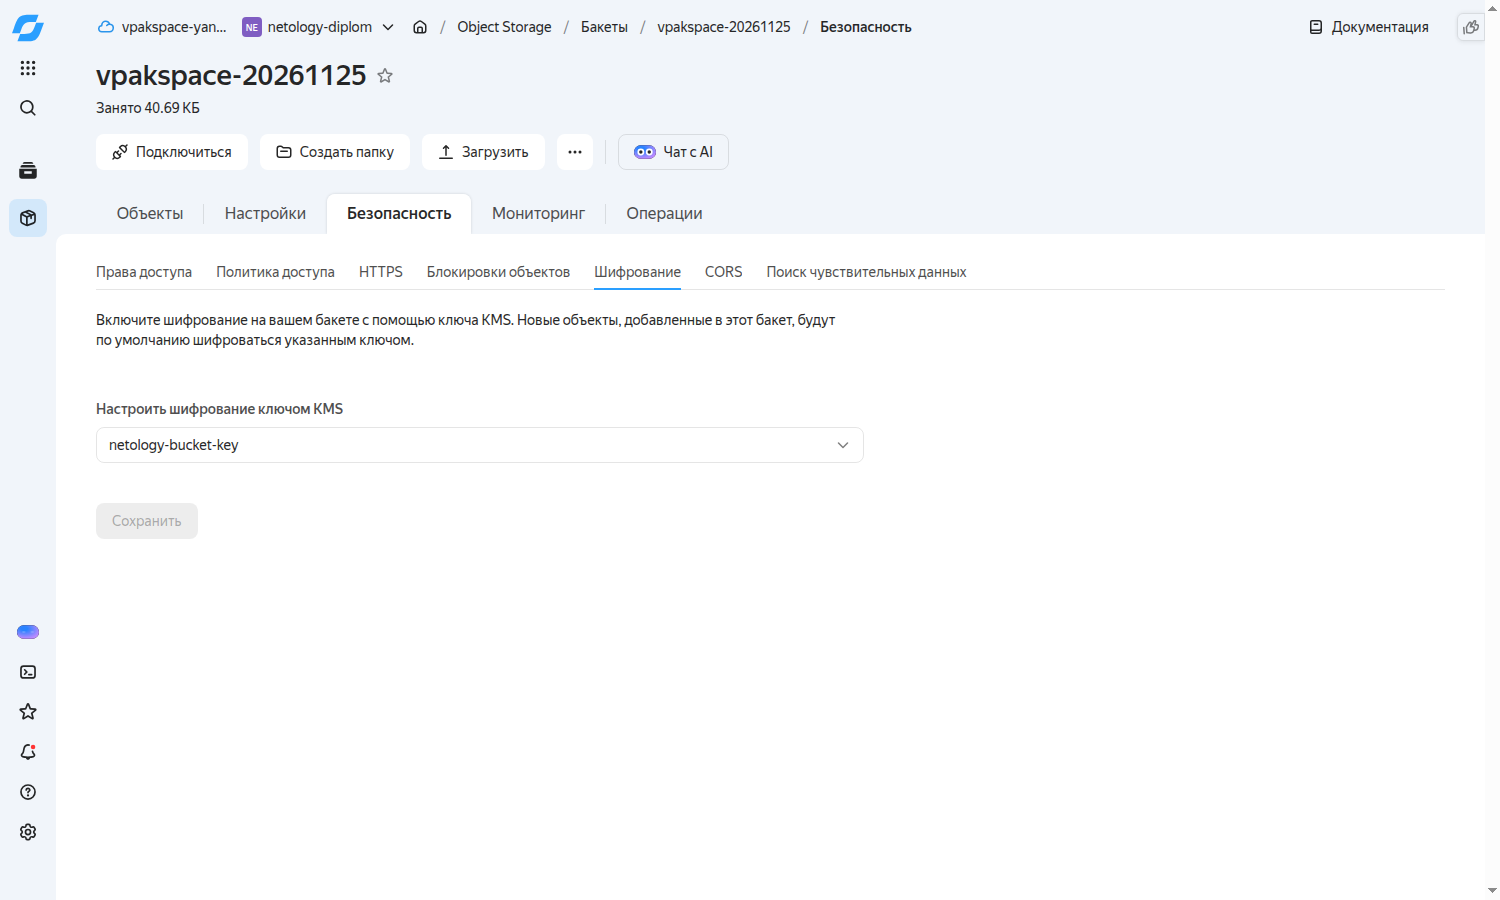 vpakspace-yan... NE netology-diplom / Object Storage / Бакеты / vpakspace-20261125 / Безопасность Документация
vpakspace-20261125
Занято 40.69 КБ
Подключиться Создать папку Загрузить Чат с AI
Объекты Настройки Безопасность Мониторинг Операции
Права доступа Политика доступа HTTPS Блокировки объектов Шифрование CORS Поиск чувствительных данных
Включите шифрование на вашем бакете с помощью ключа KMS. Новые объекты, добавленные в этот бакет, будут
по умолчанию шифроваться указанным ключом.
Настроить шифрование ключом KMS
netology-bucket-key
Сохранить